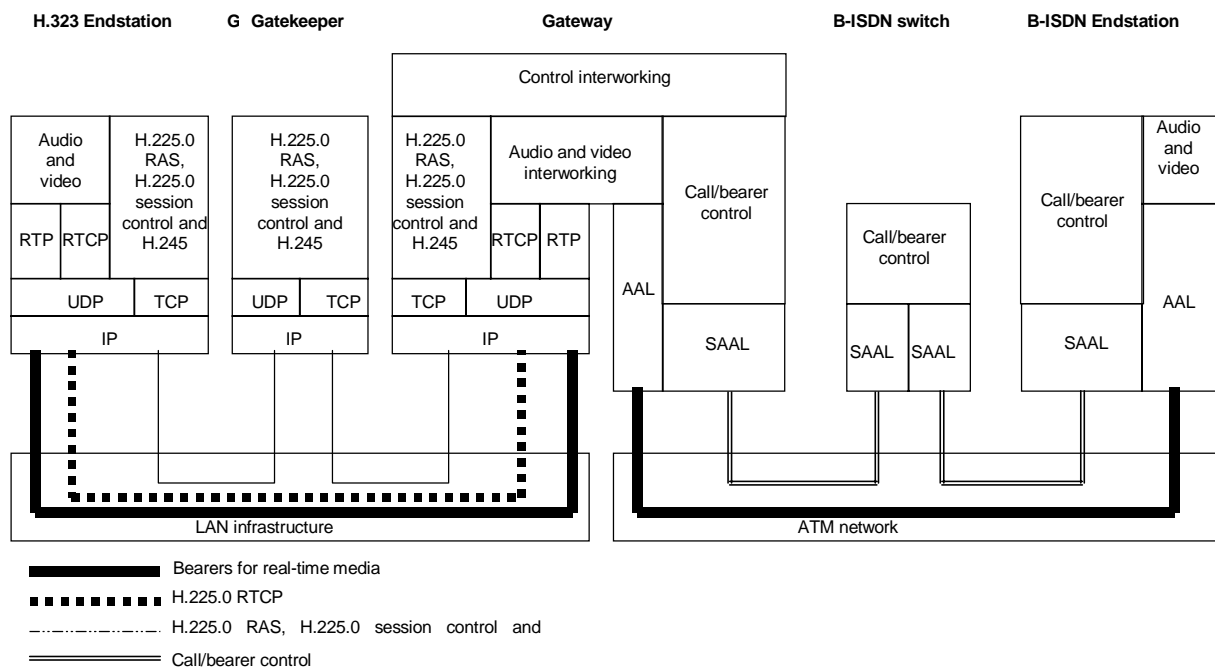 H.323 Endstation
G Gatekeeper
Gateway
B-ISDN switch
B-ISDN Endstation
Control interworking
Audio
and
video
H.225.0
RAS,
H.225.0
session
control and
H.245
RTP
RTCP
UDP
TCP
IP
H.225.0
RAS,
H.225.0
session
control and
H.245
UDP
TCP
IP
H.225.0
RAS,
H.225.0
session
control and
H.245
Audio and video
interworking
RTCP
RTP
TCP
UDP
IP
AAL
Call/bearer
control
SAAL
Call/bearer
control
SAAL
SAAL
Call/bearer
control
SAAL
Audio
and
video
AAL
LAN infrastructure
ATM network
Bearers for real-time media
H.225.0 RTCP
H.225.0 RAS, H.225.0 session control and
Call/bearer control